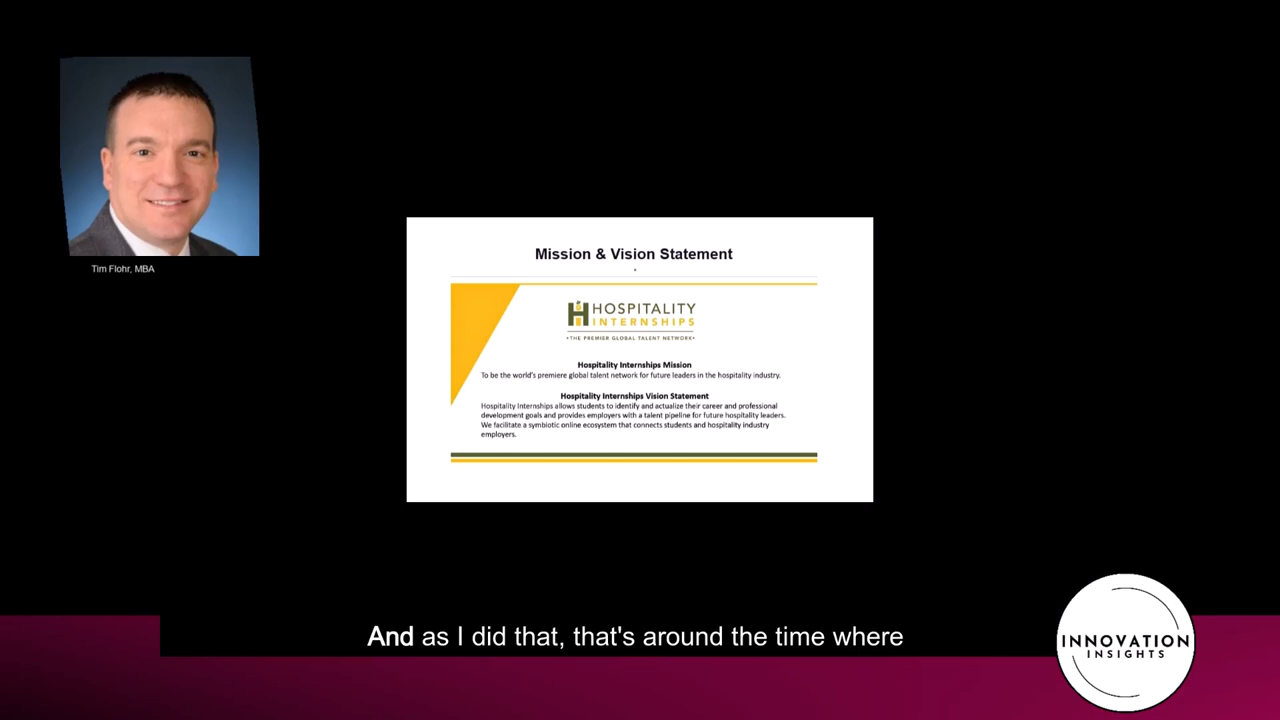 Tim Flohr, MBA
Mission & Vision Statement
HOSPITALITY
INTERNSHIPS
•THE PREMIER GLOBAL TALENT NETWORK•
Hospitality Internships Mission
To be the world's premiere global talent network for future leaders in the hospitality industry.
Hospitality Internships Vision Statement
Hospitality Internships allows students to identify and actualize their career and professional
development goals and provides employers with a talent pipeline for future hospitality leaders.
We facilitate a symbiotic online ecosystem that connects students and hospitality industry
employers.
And as I did that, that's around the time where
INNOVATION
INSIGHTS